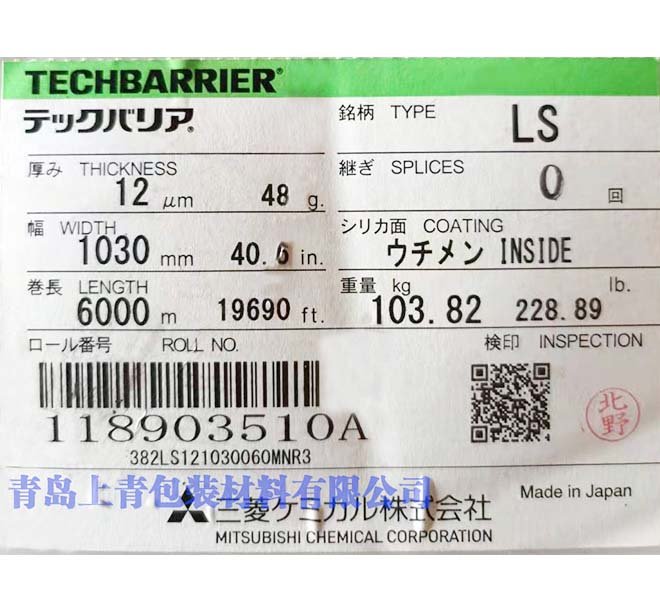 TECHBARRIER®
テックバリア®
銘柄 TYPE LS
厚み THICKNESS
12 μm 48 g.
継ぎ SPLICES
0 回
幅 WIDTH
1030 mm 40.6 in.
シリカ面 COATING
ウチメン INSIDE
巻長 LENGTH
6000 m 19690 ft.
重量 kg lb.
103.82 228.89
ロール番号 ROLL NO.
検印 INSPECTION
118903510A
北野
382LS121030060MNR3
青岛上青包装材料有限公司
Made in Japan
三菱ケミカル株式会社
MITSUBISHI CHEMICAL CORPORATION